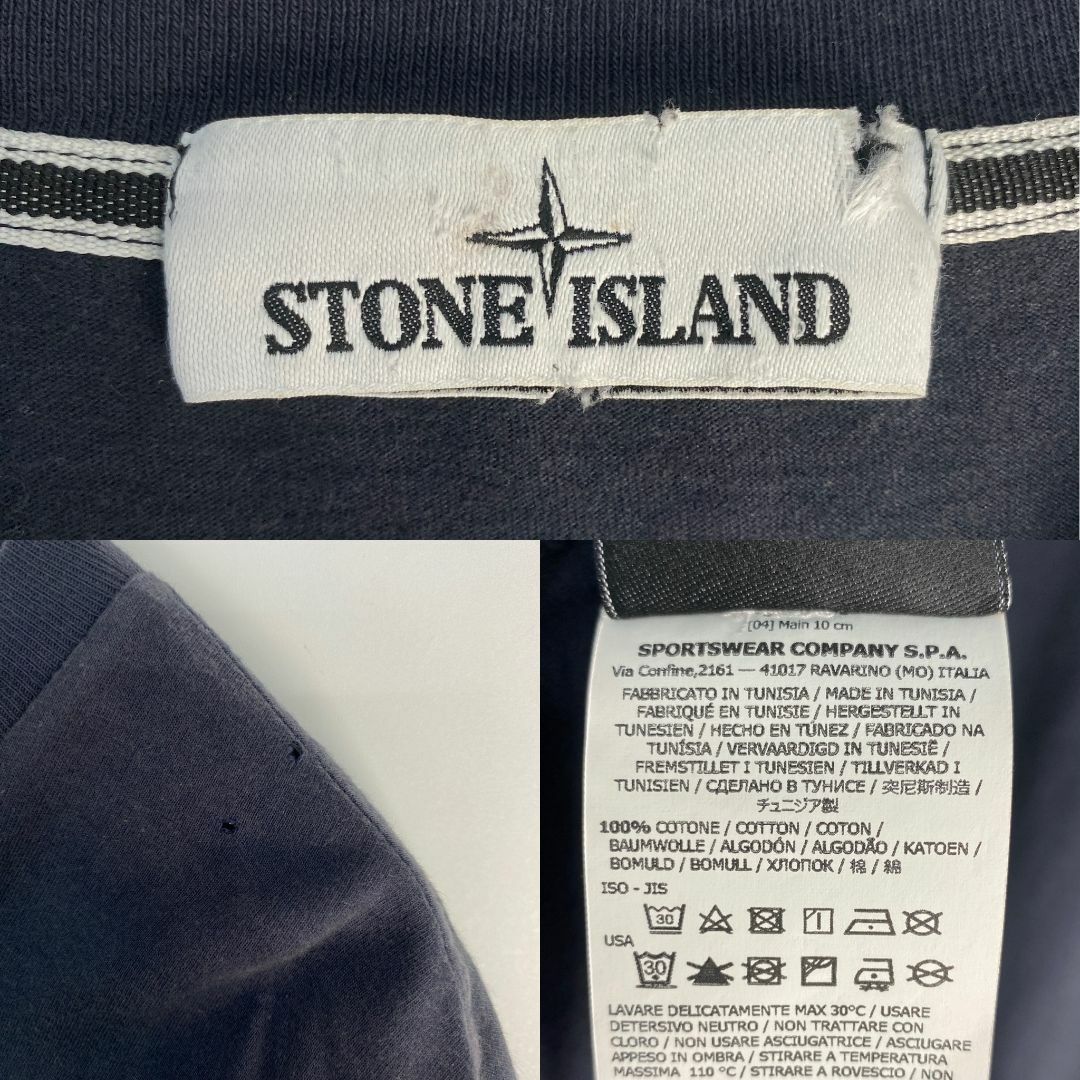 STONE ISLAND
[04] Main 10 cm
SPORTSWEAR COMPANY S.P.A.
Via Confine,2161 — 41017 RAVARINO (MO) ITALIA
FABBRICATO IN TUNISIA / MADE IN TUNISIA /
FABRIQUÉ EN TUNISIE / HERGESTELLT IN
TUNESIEN / HECHO EN TÚNEZ / FABRICADO NA
TUNÍSIA / VERVAARDIGD IN TUNESIË /
FREMSTILLET I TUNESIEN / TILLVERKAD I
TUNISIEN / СДЕЛАНО В ТУНИСЕ / 突尼斯制造 /
チュニジア製
100% COTONE / COTTON / COTON /
BAUMWOLLE / ALGODÓN / ALGODÃO / KATOEN /
BOMULD / BOMULL / ХЛОПОК / 棉 / 綿
ISO - JIS
30
USA
30
LAVARE DELICATAMENTE MAX 30°C / USARE
DETERSIVO NEUTRO / NON TRATTARE CON
CLORO / NON USARE ASCIUGATRICE / ASCIUGARE
APPESO IN OMBRA / STIRARE A TEMPERATURA
MASSIMA 110°C / STIRARE A ROVESCIO / NON